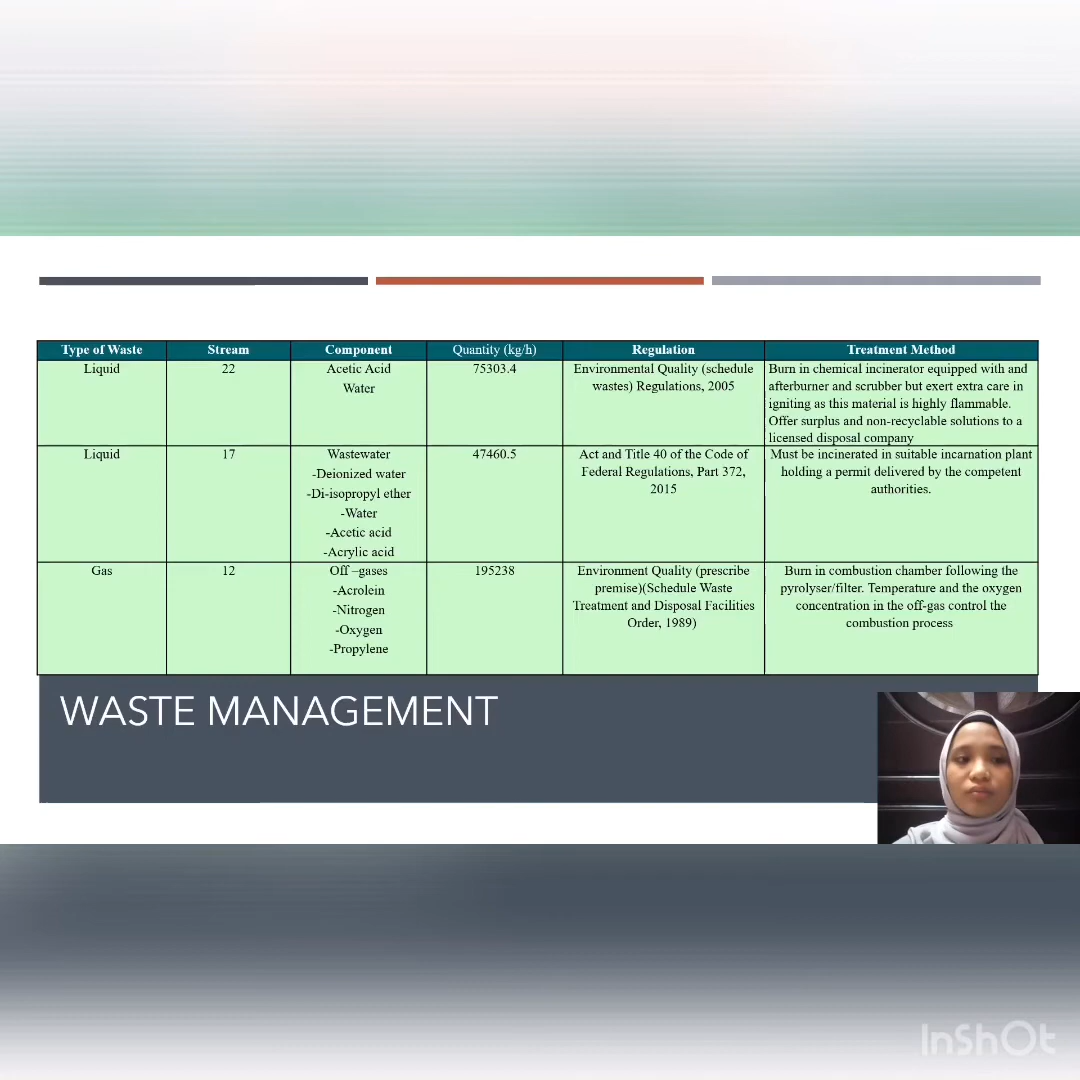 Type of Waste Stream Component Quantity (kg/h) Regulation Treatment Method
Liquid 22 Acetic Acid 75303.4 Environmental Quality (schedule Burn in chemical incinerator equipped with and
Water wastes) Regulations, 2005 afterburner and scrubber but exert extra care in
igniting as this material is highly flammable.
Offer surplus and non-recyclable solutions to a
licensed disposal company
Liquid 17 Wastewater 47460.5 Act and Title 40 of the Code of Must be incinerated in suitable incarnation plant
-Deionized water Federal Regulations, Part 372, holding a permit delivered by the competent
-Di-isopropyl ether 2015 authorities.
-Water
-Acetic acid
-Acrylic acid
Gas 12 Off –gases 195238 Environment Quality (prescribe Burn in combustion chamber following the
-Acrolein premise)(Schedule Waste pyrolyser/filter. Temperature and the oxygen
-Nitrogen Treatment and Disposal Facilities concentration in the off-gas control the
-Oxygen Order, 1989) combustion process
-Propylene
WASTE MANAGEMENT
InShOt